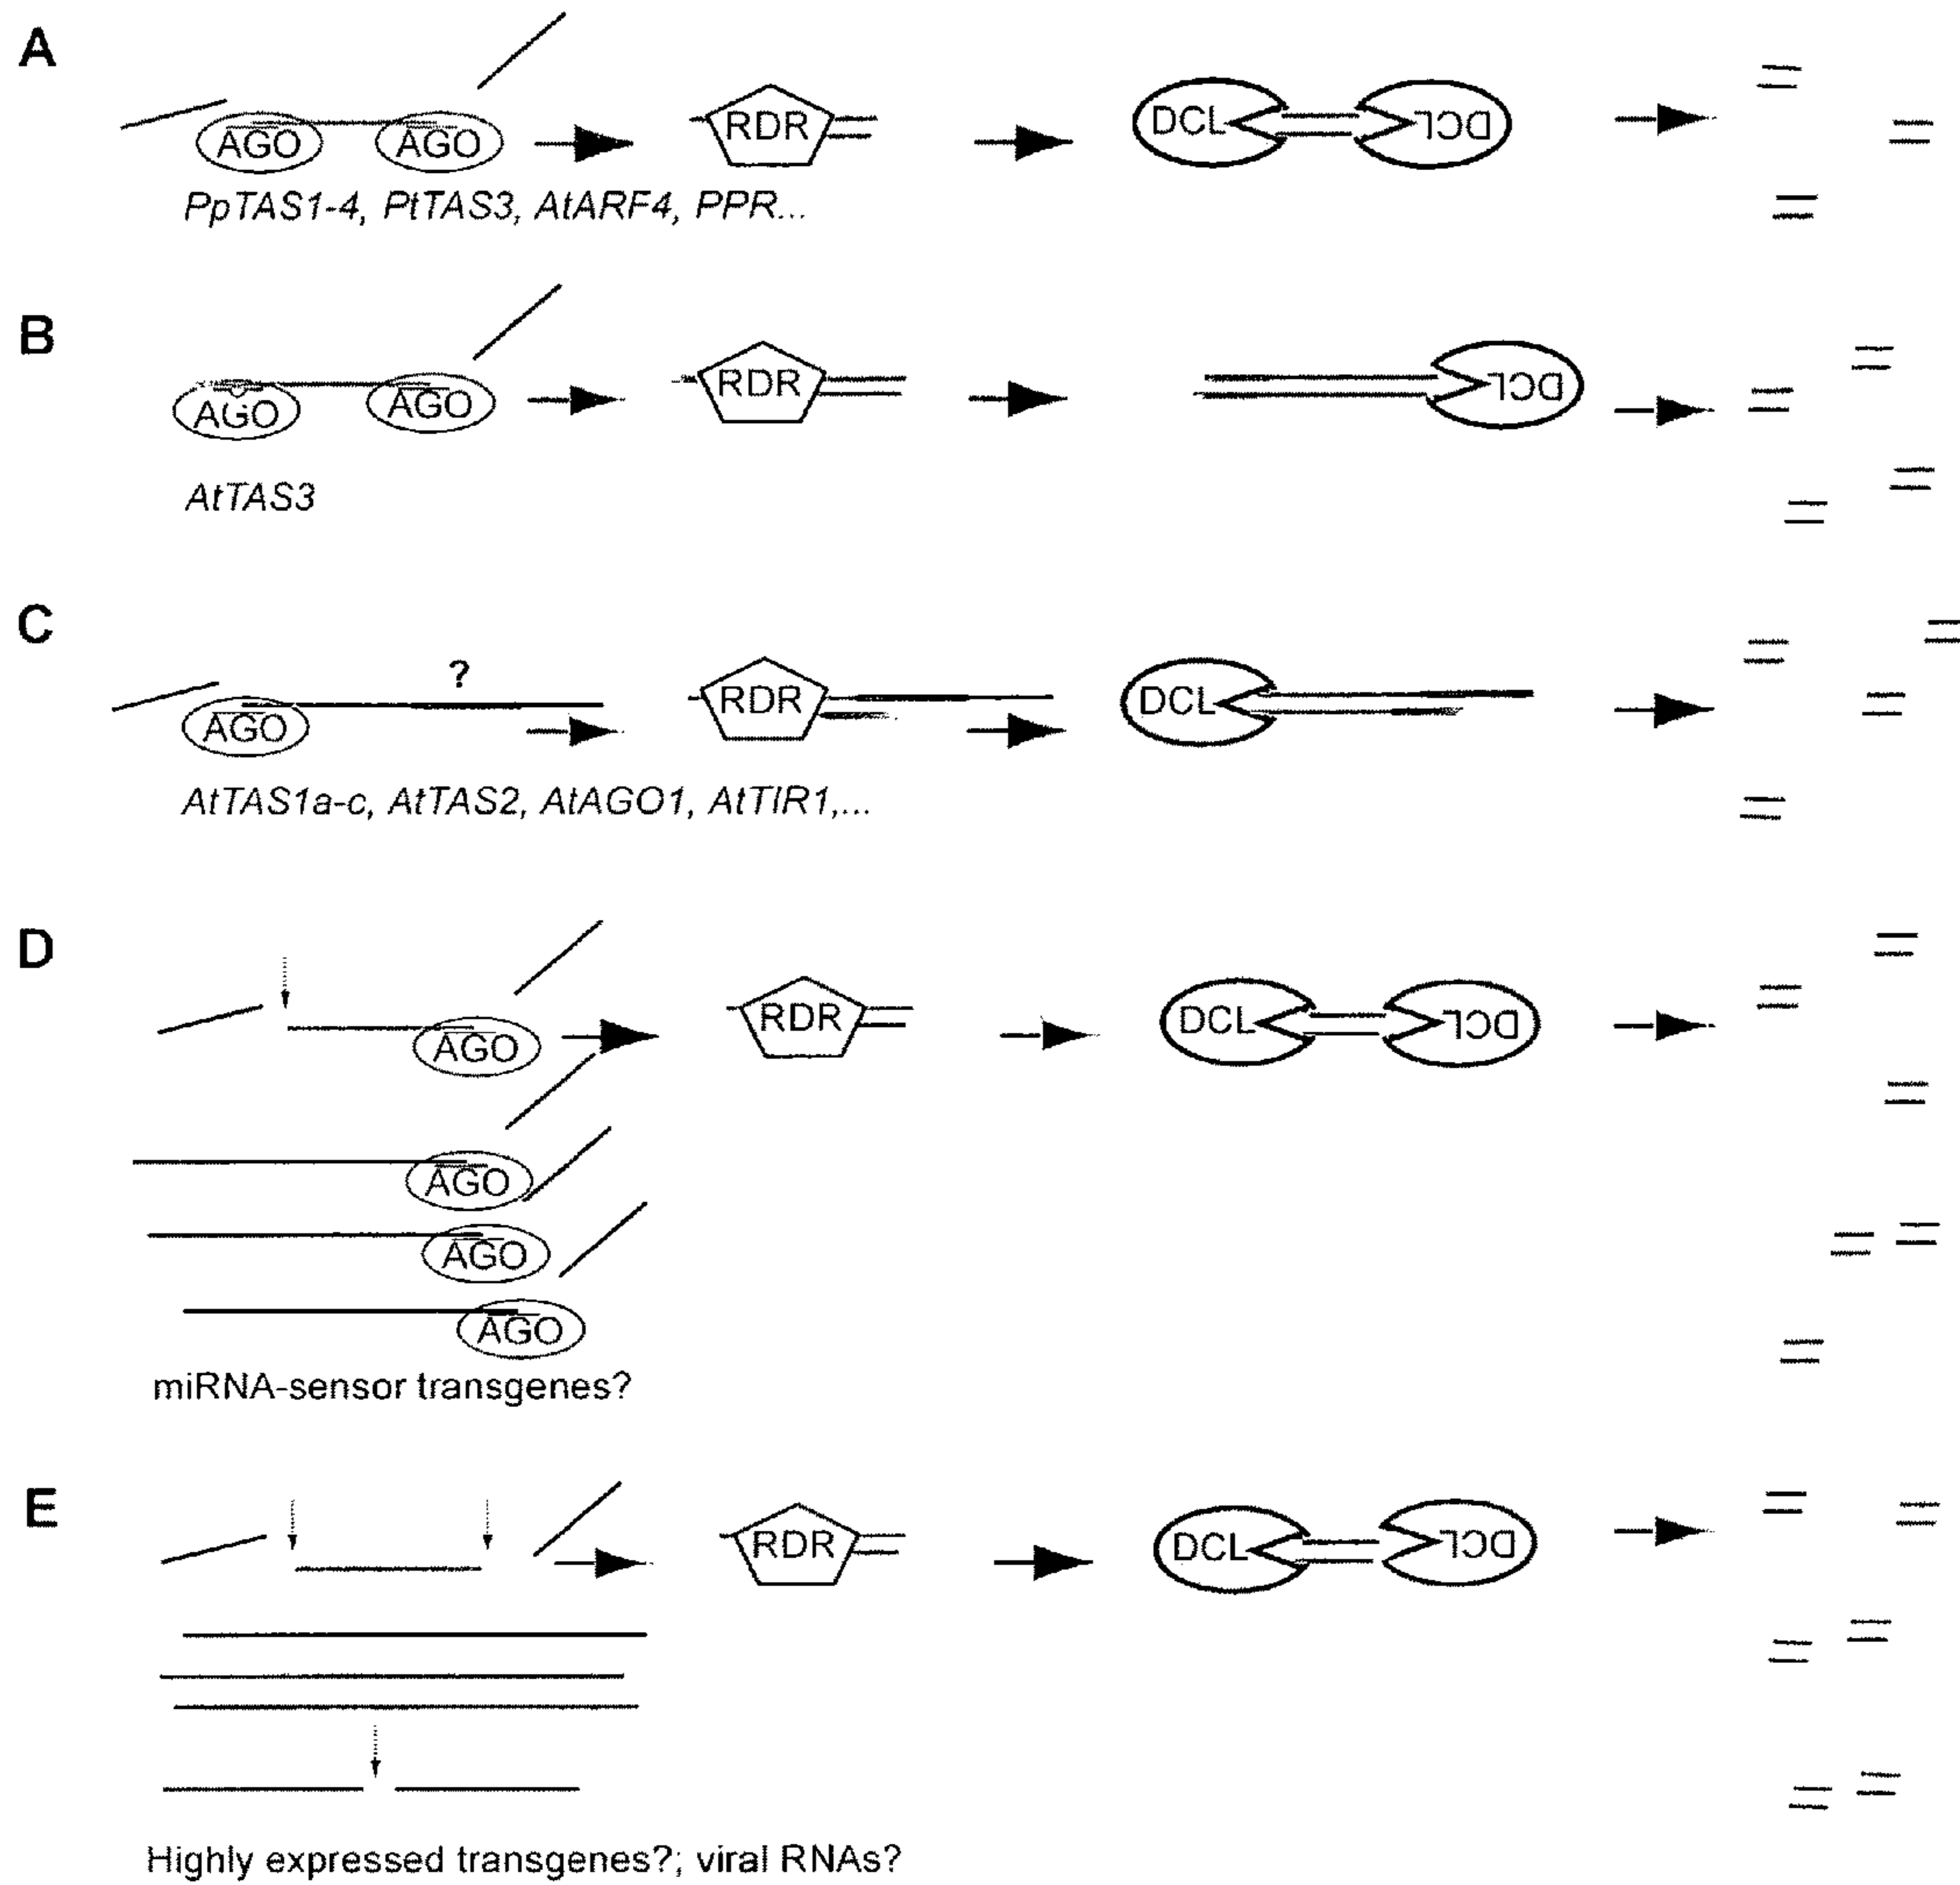 A
AGO AGO RDR DCL DCL
PpTAS1-4, PtTAS3, AtARF4, PPR...
B
AGO AGO RDR DCL
AtTAS3
C
?
AGO RDR DCL
AtTAS1a-c, AtTAS2, AtAGO1, AtTIR1,...
D
AGO RDR DCL DCL
AGO
AGO
AGO
miRNA-sensor transgenes?
E
RDR DCL DCL
Highly expressed transgenes?; viral RNAs?